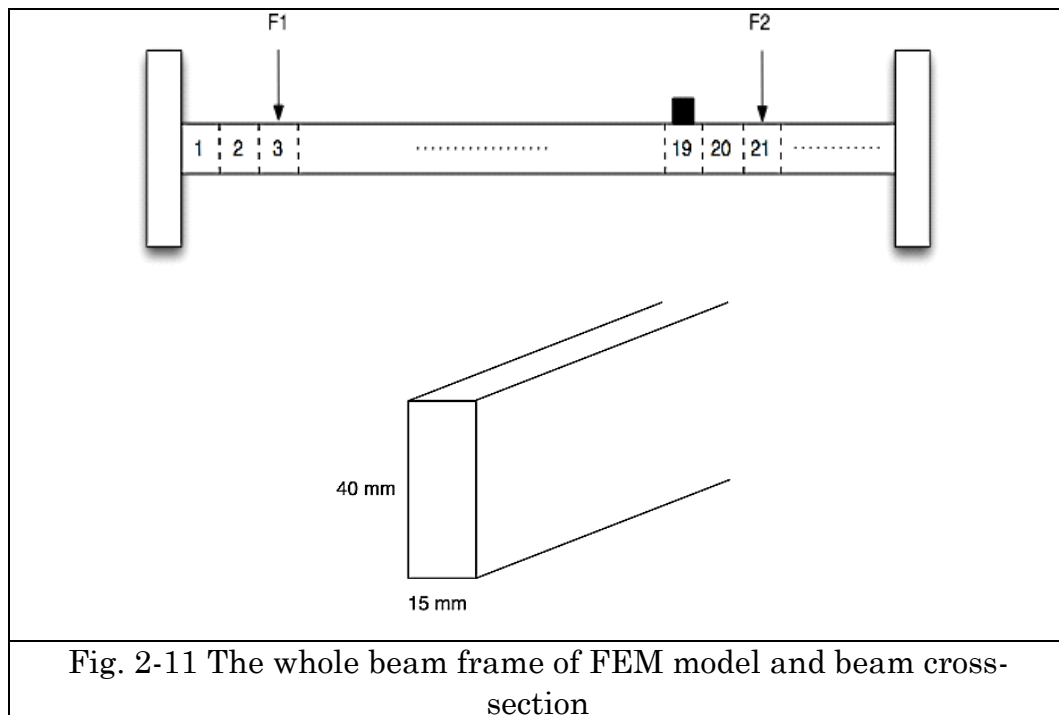 F1 F2
1 2 3 ................. 19 20 21 ...........
40 mm
15 mm
Fig. 2-11 The whole beam frame of FEM model and beam cross-
section